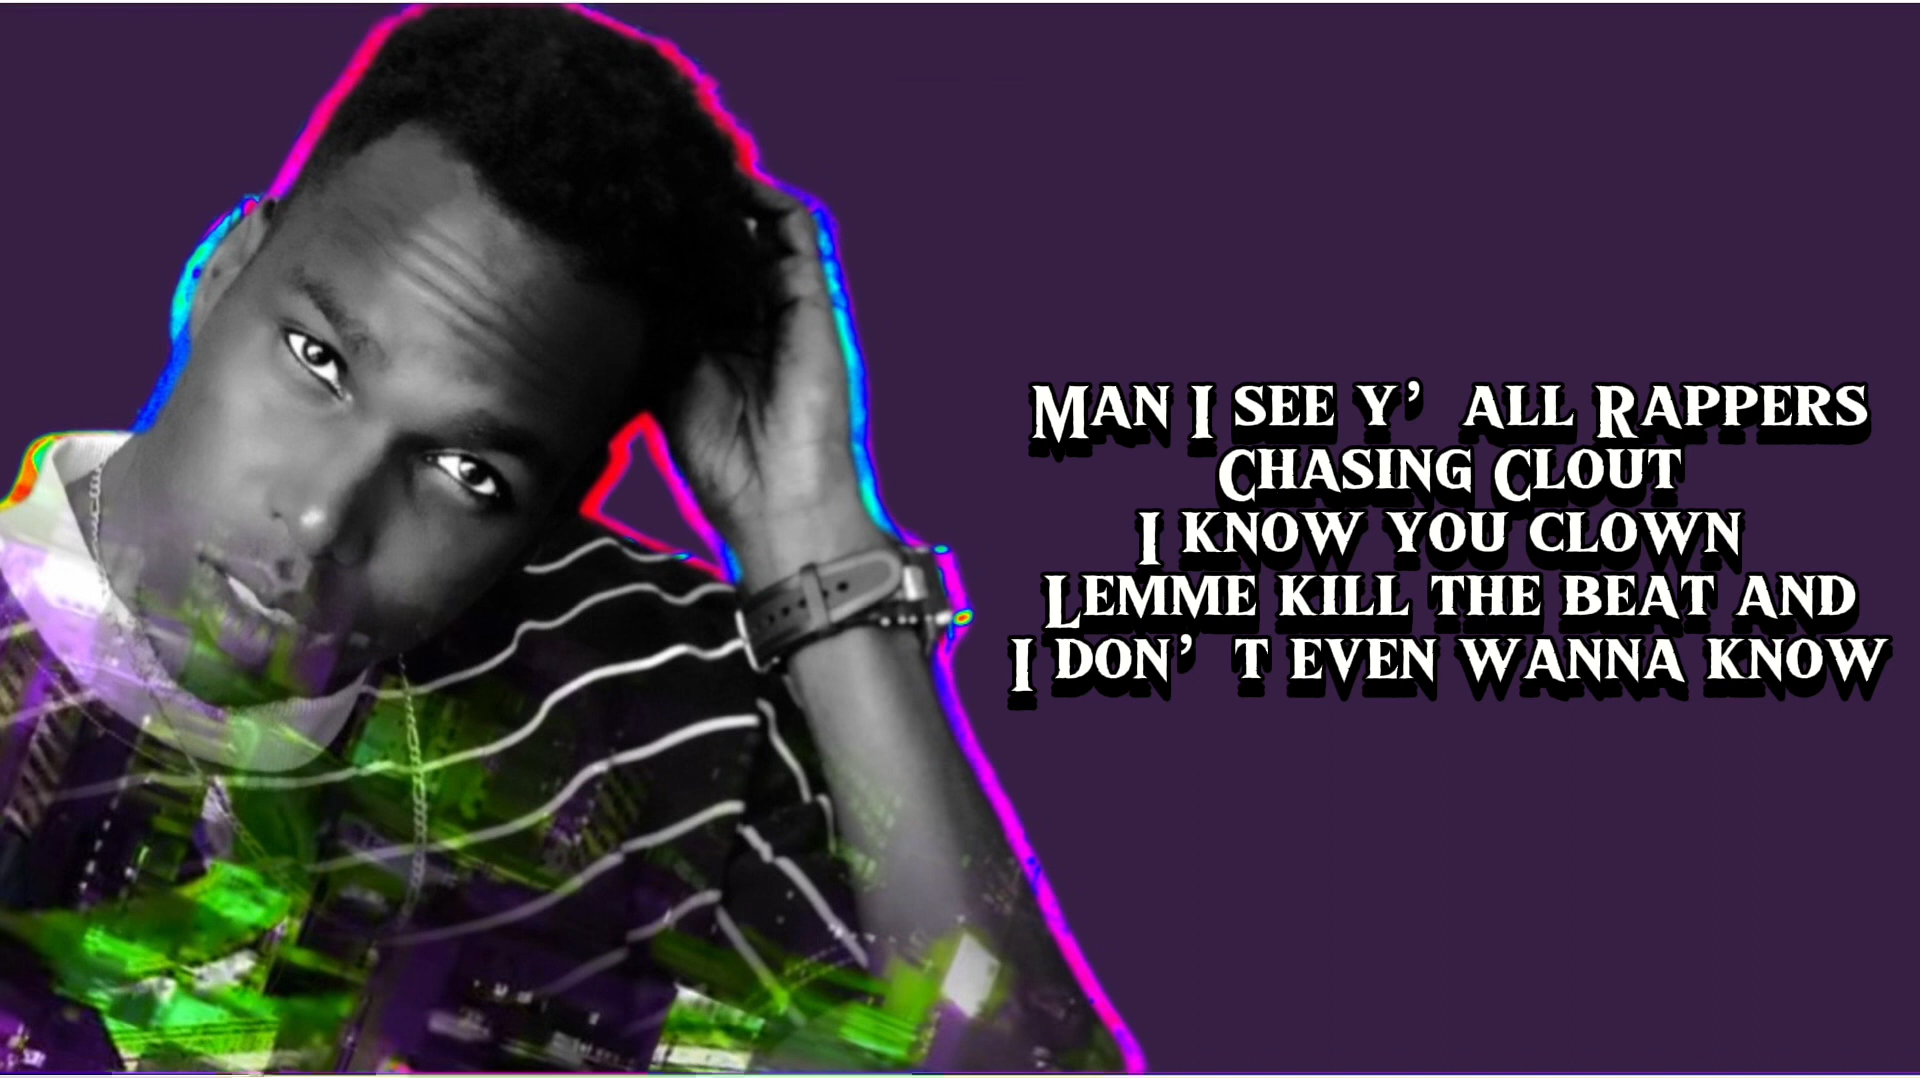 Man I see y’ all Rappers
Chasing Clout
I know you clown
Lemme kill the beat and
I don’ t even wanna know